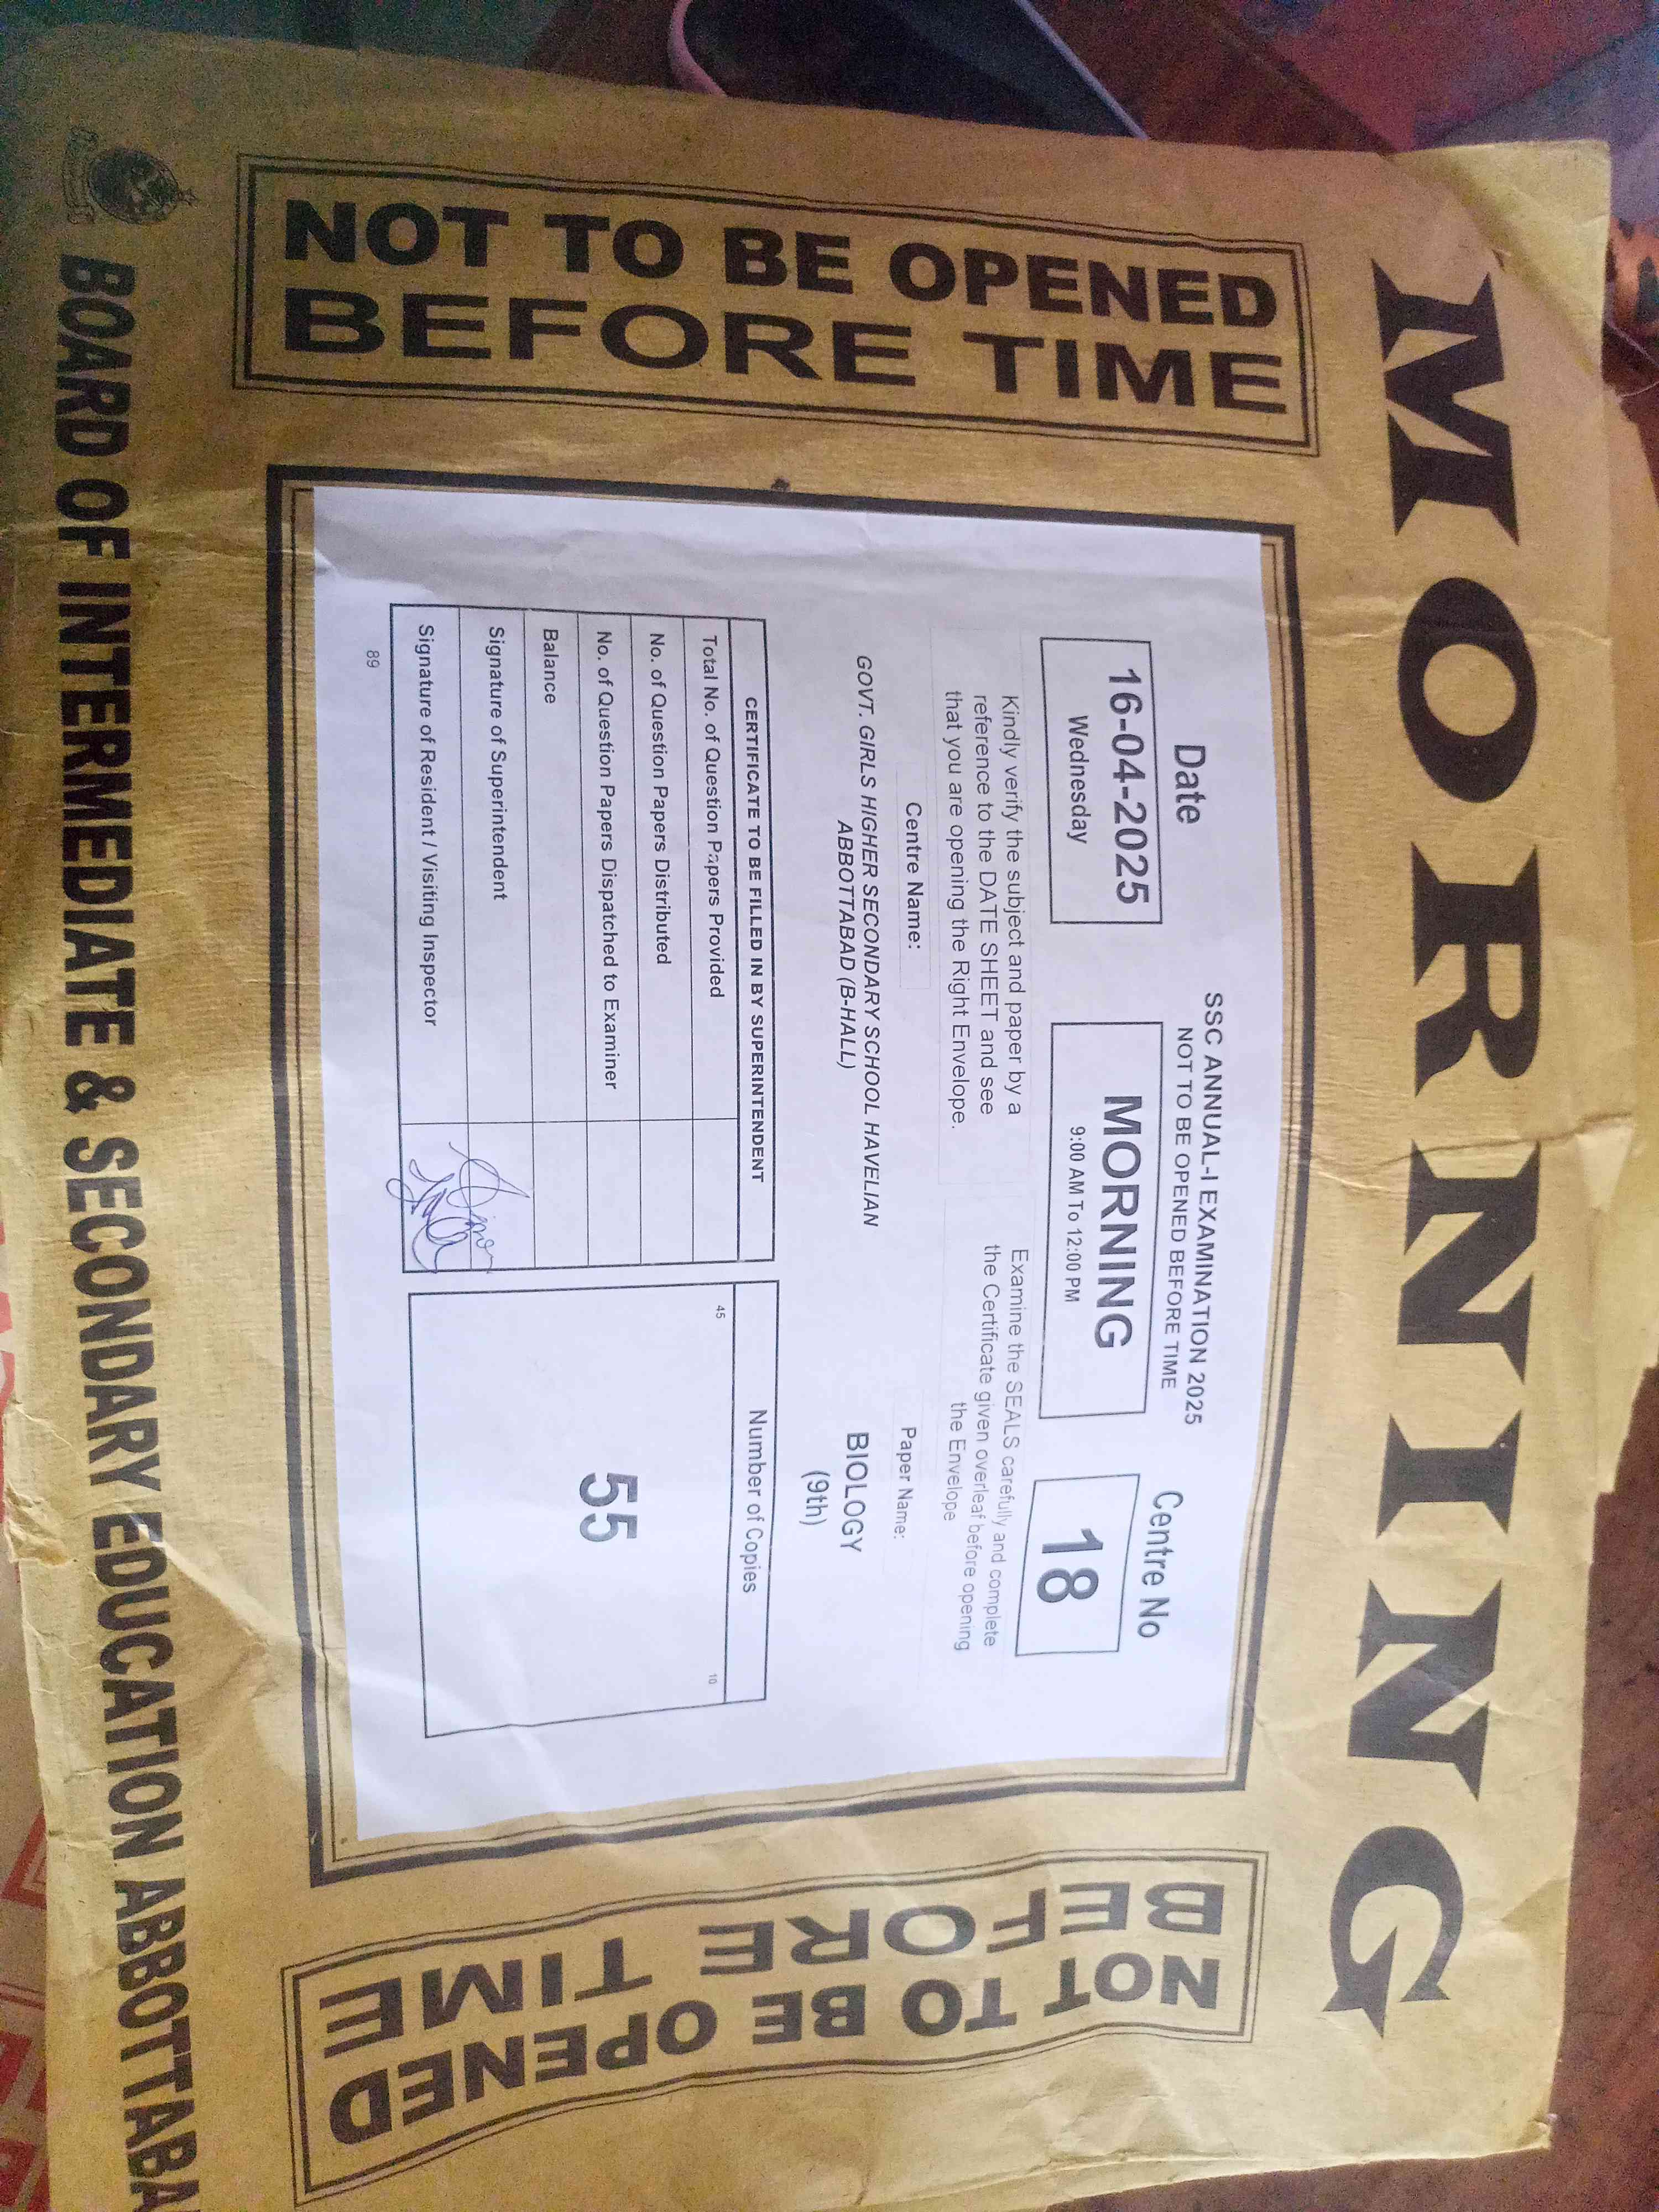 MORNING
NOT TO BE OPENED
BEFORE TIME
SSC ANNUAL-I EXAMINATION 2025
NOT TO BE OPENED BEFORE TIME
Date
Centre No
16-04-2025
Wednesday
MORNING
9:00 AM To 12:00 PM
18
Kindly verify the subject and paper by a
reference to the DATE SHEET and see
that you are opening the Right Envelope.
Examine the SEALS carefully and complete
the Certificate given overleaf before opening
the Envelope
Centre Name:
Paper Name:
GOVT. GIRLS HIGHER SECONDARY SCHOOL HAVELIAN
ABBOTTABAD (B-HALL)
BIOLOGY
(9th)
CERTIFICATE TO BE FILLED IN BY SUPERINTENDENT
Total No. of Question Papers Provided
No. of Question Papers Distributed
No. of Question Papers Dispatched to Examiner
Balance
Signature of Superintendent
Signature of Resident / Visiting Inspector
Number of Copies
45
10
55
89
NOT TO BE OPENED
BEFORE TIME
BOARD OF INTERMEDIATE & SECONDARY EDUCATION ABBOTTABA